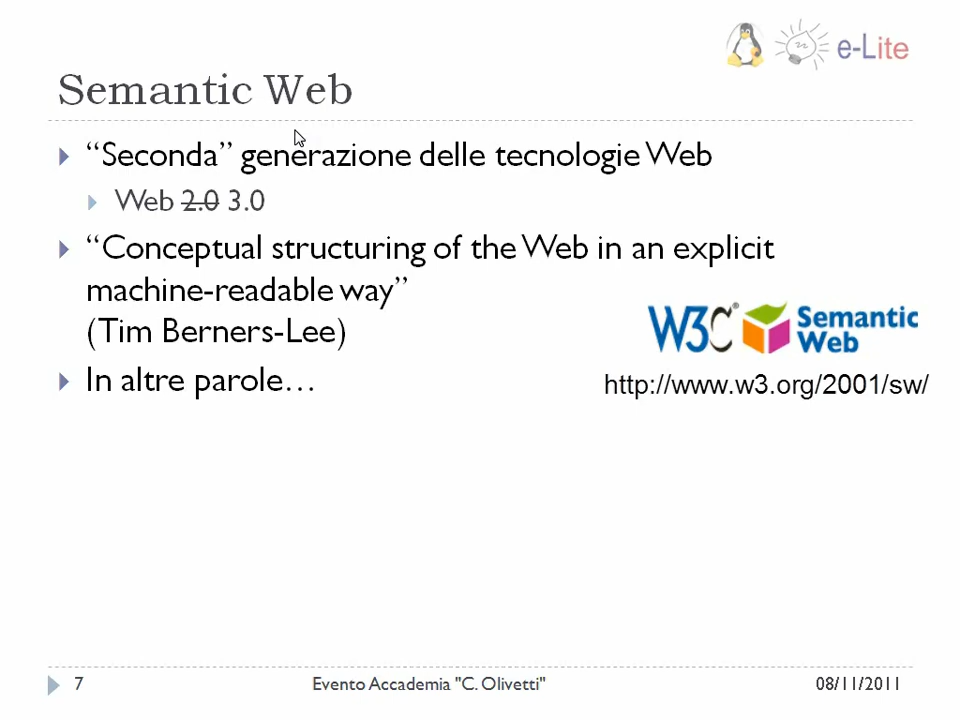 e-Lite
Semantic Web
“Seconda” generazione delle tecnologie Web
Web 2.0 3.0
“Conceptual structuring of the Web in an explicit
machine-readable way”
(Tim Berners-Lee)
W3C® Semantic
Web
In altre parole…
http://www.w3.org/2001/sw/
7
Evento Accademia "C. Olivetti"
08/11/2011